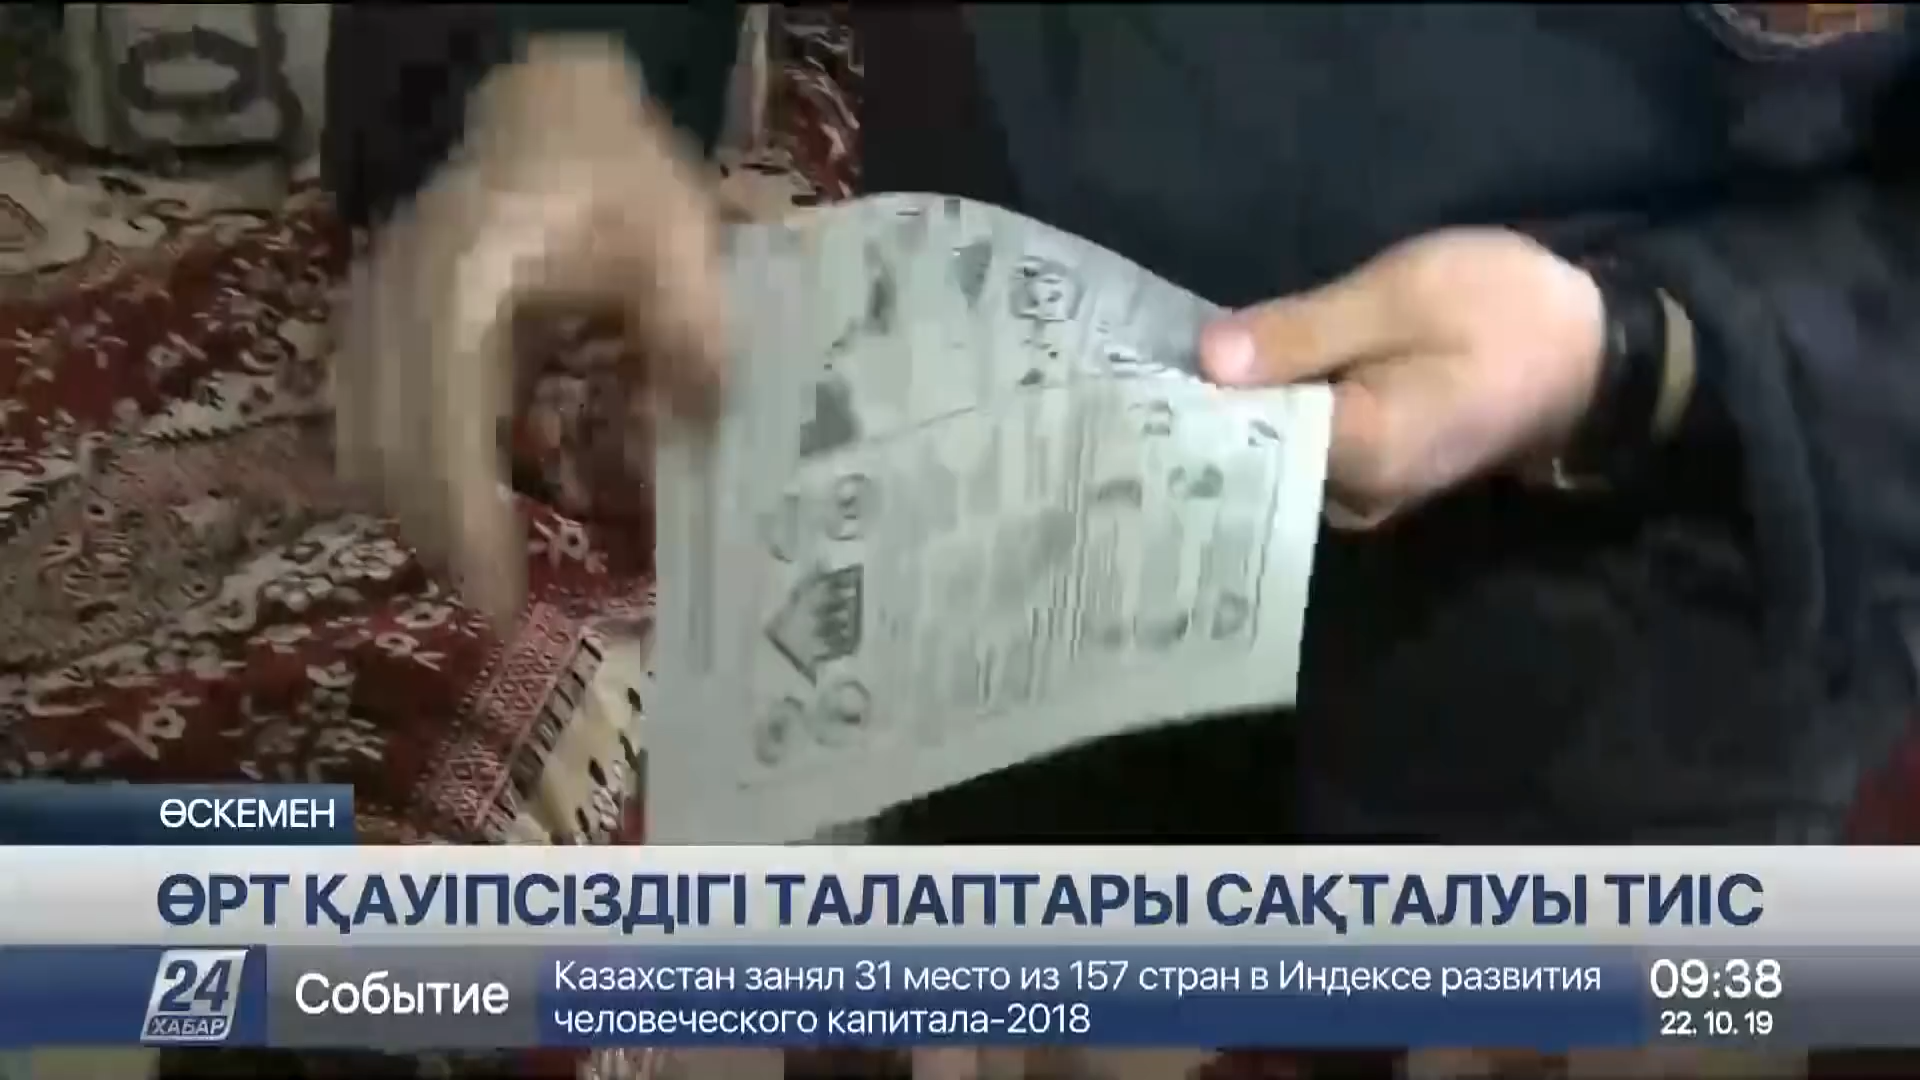 ӨСКЕМЕН
ӨРТ ҚАУІПСІЗДІГІ ТАЛАПТАРЫ САҚТАЛУЫ ТИІС
24
ХАБАР
Событие
Казахстан занял 31 место из 157 стран в Индексе развития
человеческого капитала-2018
09:38
22.10.19